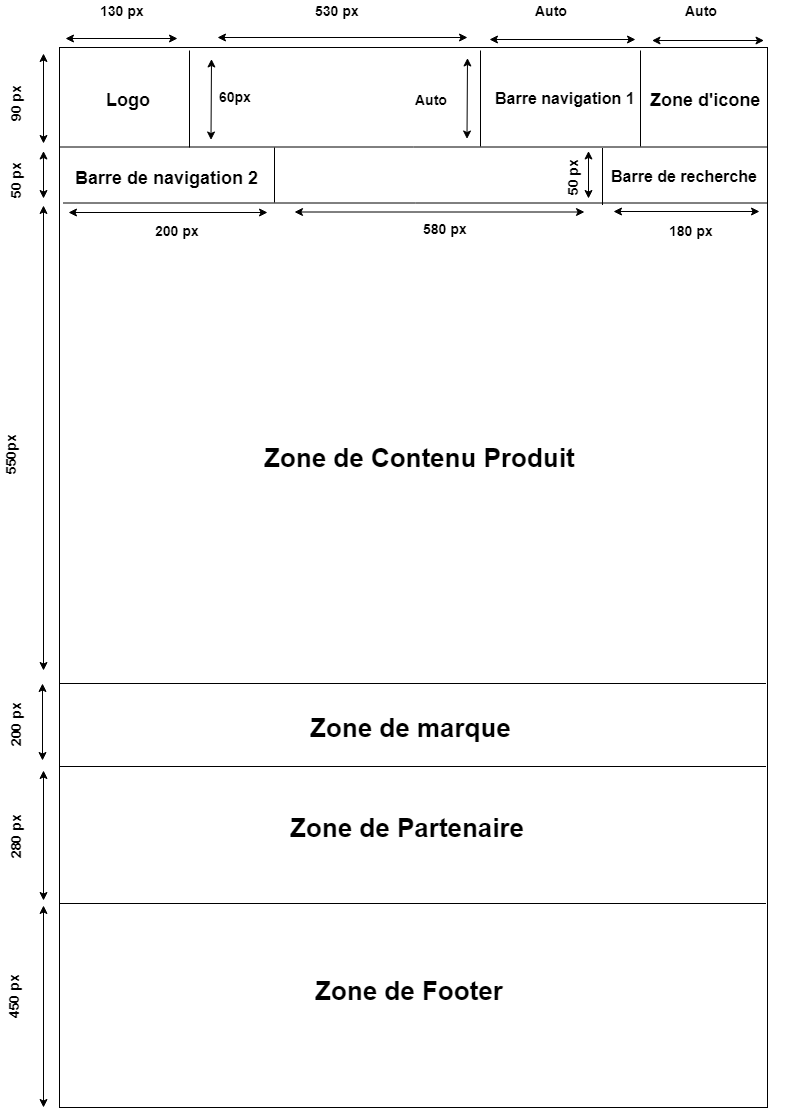 130 px
530 px
Auto
Auto
90 px
Logo
60px
Auto
Barre navigation 1
Zone d'icone
50 px
Barre de navigation 2
50 px
Barre de recherche
200 px
580 px
180 px
550px
Zone de Contenu Produit
200 px
Zone de marque
280 px
Zone de Partenaire
450 px
Zone de Footer